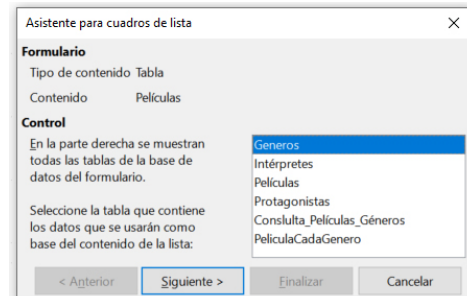 Asistente para cuadros de lista
Formulario
Tipo de contenido Tabla
Contenido Películas
Control
En la parte derecha se muestran
todas las tablas de la base de
datos del formulario.
Seleccione la tabla que contiene
los datos que se usarán como
base del contenido de la lista:
Generos
Intérpretes
Películas
Protagonistas
Conslulta_Películas_Géneros
PeliculaCadaGenero
< Anterior
Siguiente >
Finalizar
Cancelar